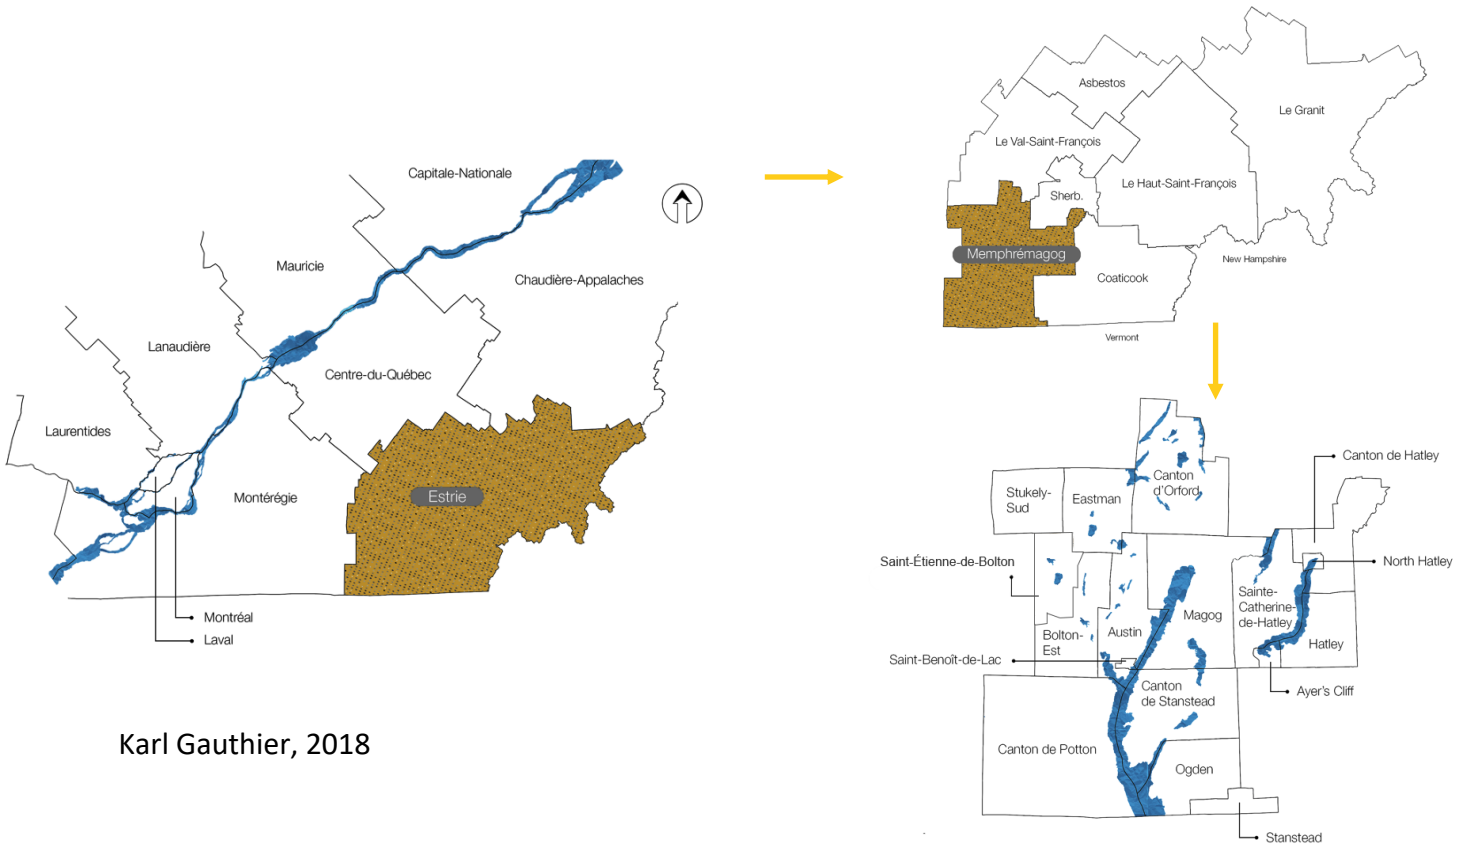 Capitale-Nationale
Mauricie
Chaudière-Appalaches
Lanaudière
Centre-du-Québec
Laurentides
Montérégie
Estrie
Montréal
Laval
Karl Gauthier, 2018
Asbestos
Le Granit
Le Val-Saint-François
Le Haut-Saint-François
Sherb.
Memphrémagog
New Hampshire
Coaticook
Vermont
Canton de Hatley
Canton
d'Orford
Stukely-
Sud
Eastman
Saint-Étienne-de-Bolton
North Hatley
Sainte-
Catherine-
de-Hatley
Magog
Austin
Bolton-
Est
Hatley
Saint-Benoît-de-Lac
Ayer's Cliff
Canton
de Stanstead
Canton de Potton
Ogden
Stanstead